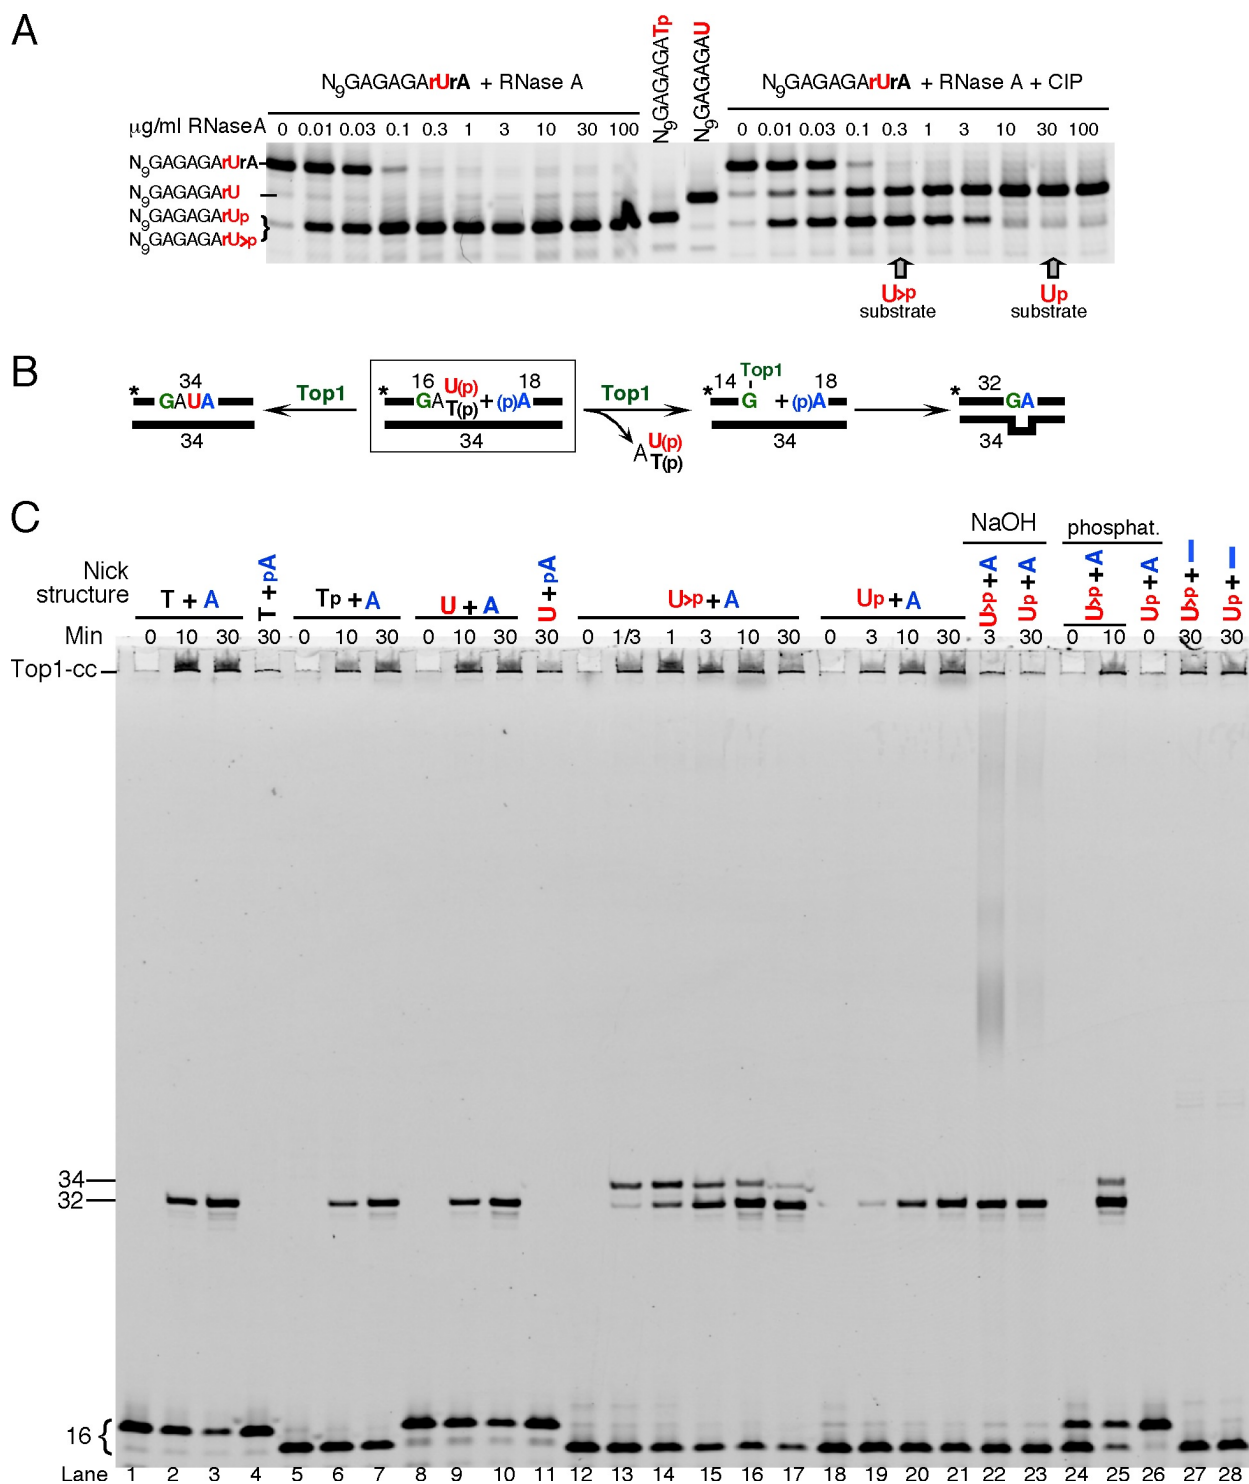 A
N9GAGAGArUrA + RNase A
N9GAGAGATp
N9GAGAGAU
N9GAGAGArUrA + RNase A + CIP
µg/ml RNaseA 0 0.01 0.03 0.1 0.3 1 3 10 30 100
0 0.01 0.03 0.1 0.3 1 3 10 30 100
N9GAGAGArUrA
N9GAGAGArU
N9GAGAGArUp
N9GAGAGArU>p
U>p substrate
Up substrate
B
* 34 GAUA 34
Top1
* 16 GA U(p) T(p) + (p)A 18 34
Top1
A U(p) T(p)
* 14 Top1 G + (p)A 18 34
* 32 GA 34
C
NaOH
phosphat.
Nick structure
T + A
T + pA
Tp + A
U + A
U + pA
U>p + A
Up + A
U>p + A
Up + A
U>p + A
Up + A
U>p +
Up +
Min 0 10 30 30 0 10 30 0 10 30 30 0 1/3 1 3 10 30 0 3 10 30 3 30 0 10 0 30 30
Top1-cc
34
32
16
Lane 1 2 3 4 5 6 7 8 9 10 11 12 13 14 15 16 17 18 19 20 21 22 23 24 25 26 27 28